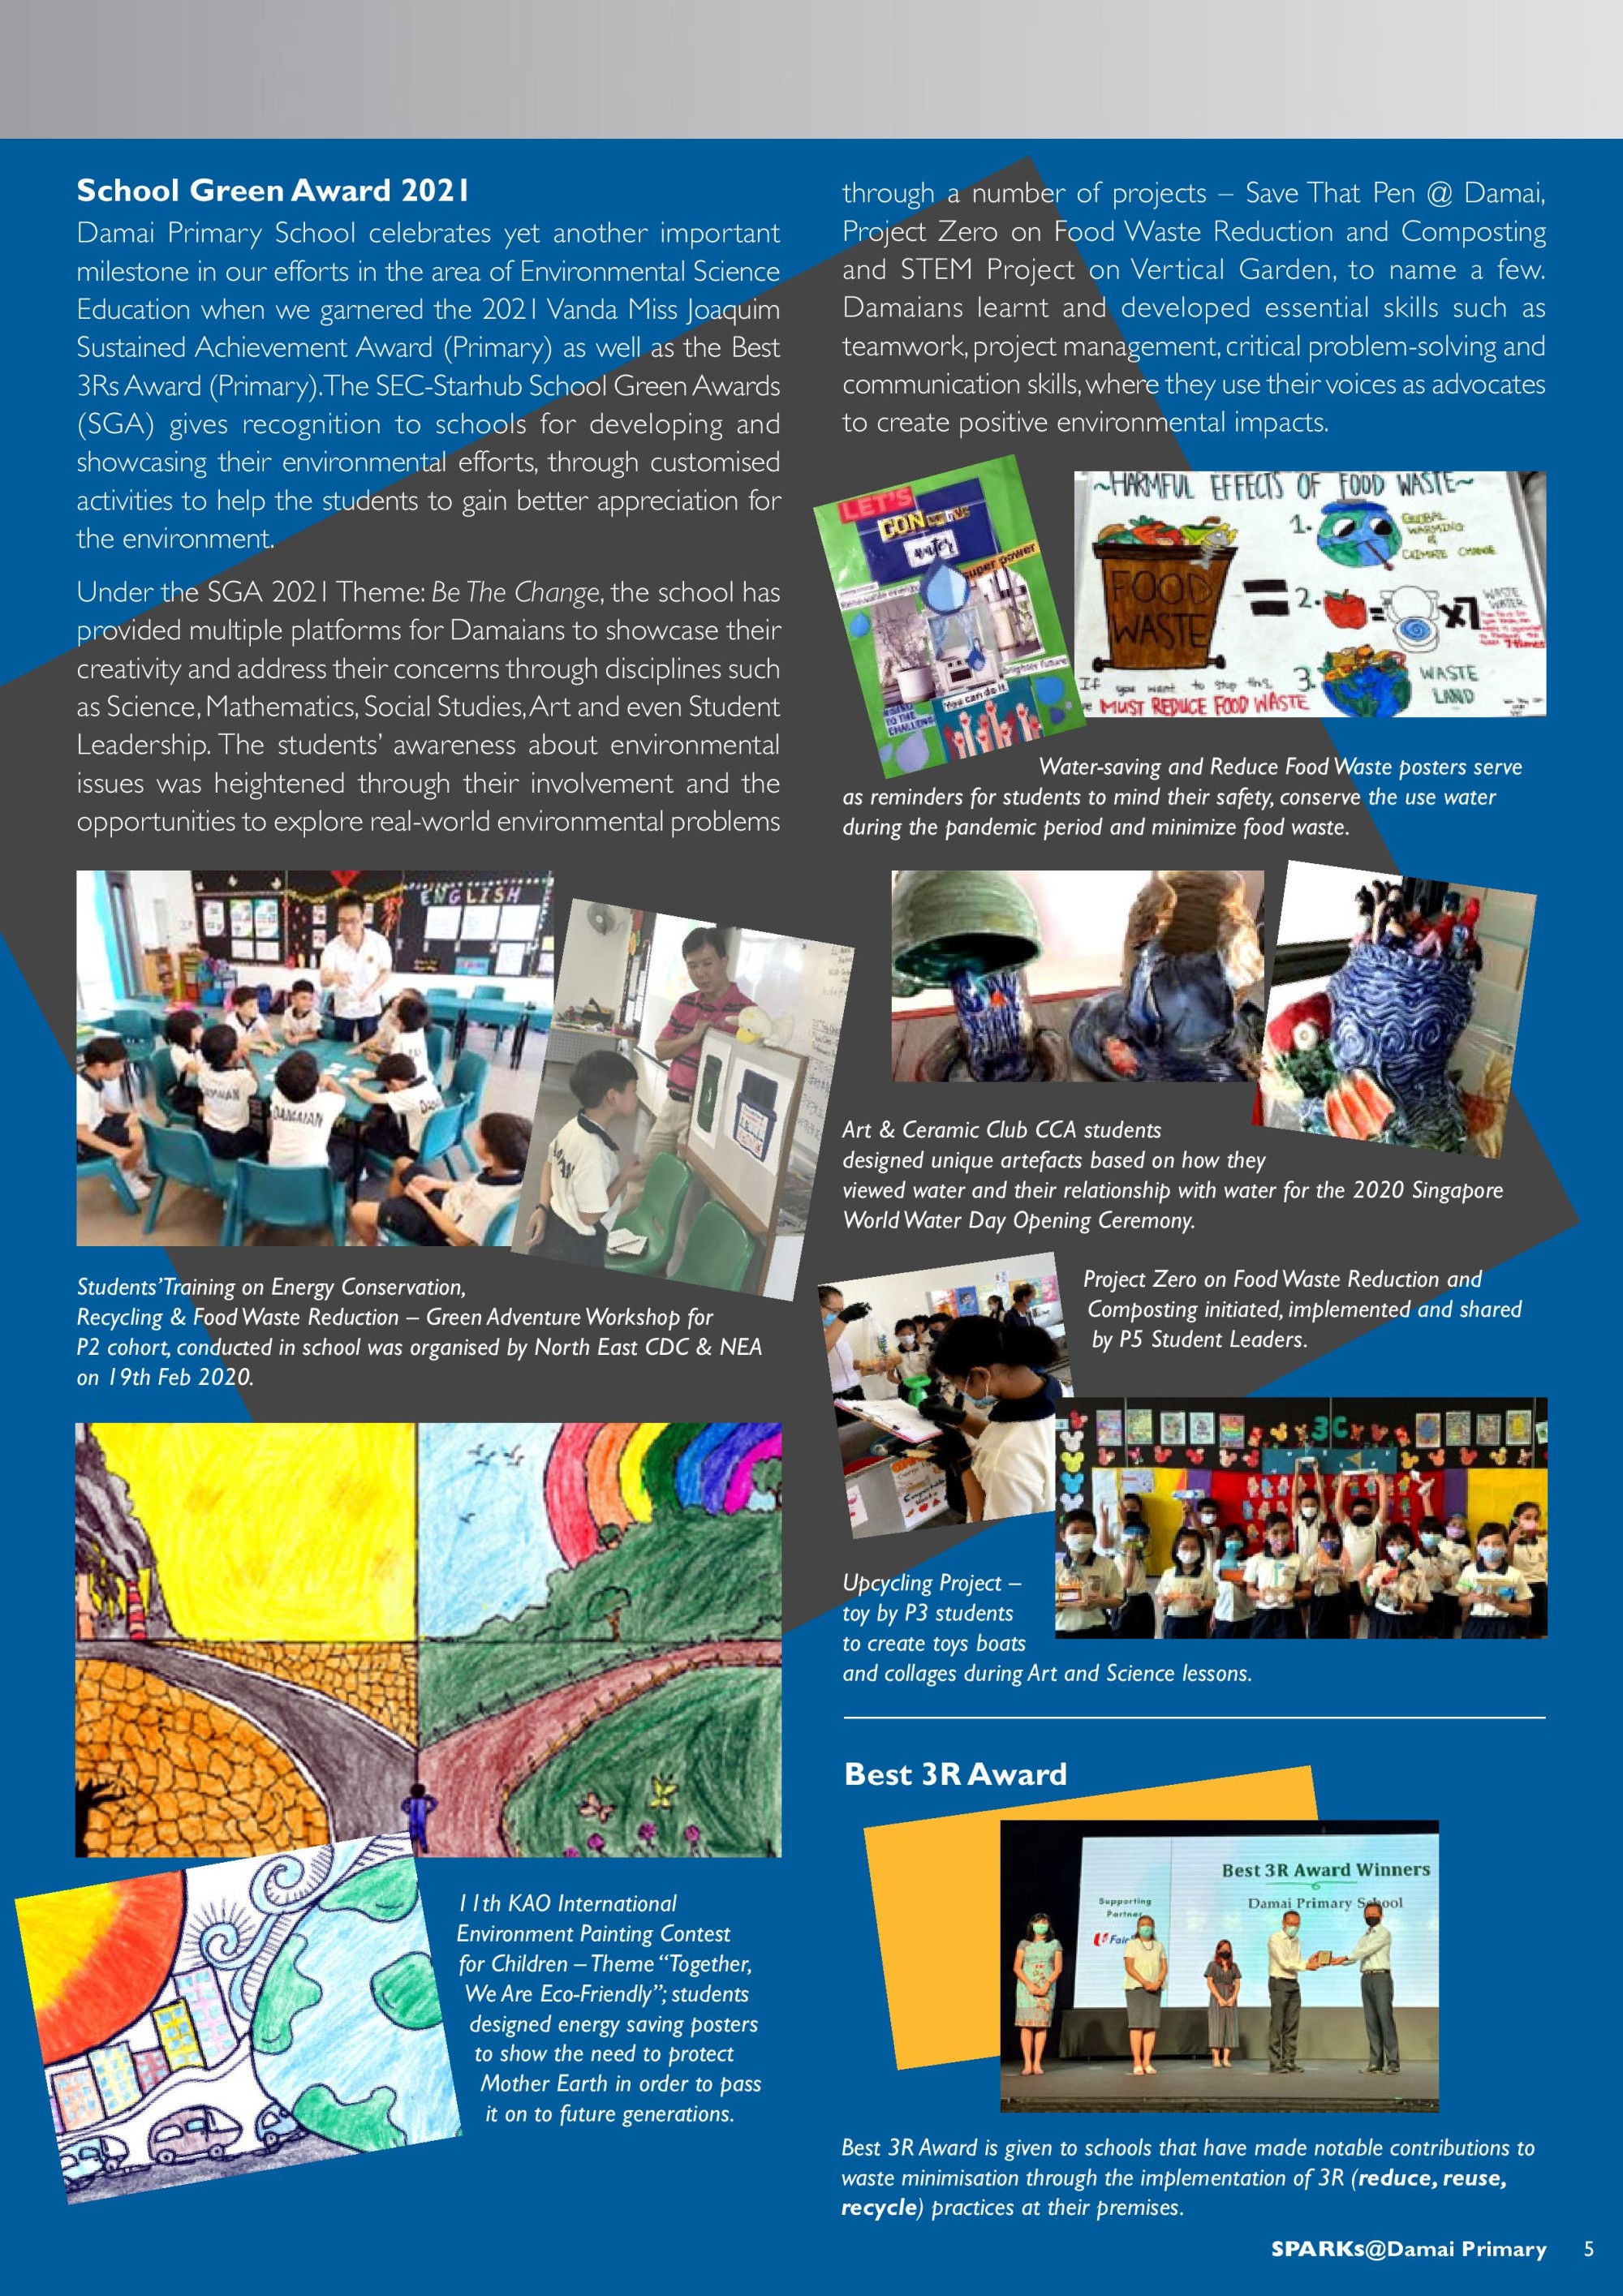 School Green Award 2021
Damai Primary School celebrates yet another important
milestone in our efforts in the area of Environmental Science
Education when we garnered the 2021 Vanda Miss Joaquim
Sustained Achievement Award (Primary) as well as the Best
3Rs Award (Primary). The SEC-Starhub School Green Awards
(SGA) gives recognition to schools for developing and
showcasing their environmental efforts, through customised
activities to help the students to gain better appreciation for
the environment.
Under the SGA 2021 Theme: Be The Change, the school has
provided multiple platforms for Damaians to showcase their
creativity and address their concerns through disciplines such
as Science, Mathematics, Social Studies, Art and even Student
Leadership. The students' awareness about environmental
issues was heightened through their involvement and the
opportunities to explore real-world environmental problems
ENGLISH
DAMAIAN
Students' Training on Energy Conservation,
Recycling & Food Waste Reduction – Green Adventure Workshop for
P2 cohort, conducted in school was organised by North East CDC & NEA
on 19th Feb 2020.
11th KAO International
Environment Painting Contest
for Children – Theme "Together,
We Are Eco-Friendly"; students
designed energy saving posters
to show the need to protect
Mother Earth in order to pass
it on to future generations.
through a number of projects – Save That Pen @ Damai,
Project Zero on Food Waste Reduction and Composting
and STEM Project on Vertical Garden, to name a few.
Damaians learnt and developed essential skills such as
teamwork, project management, critical problem-solving and
communication skills, where they use their voices as advocates
to create positive environmental impacts.
LET'S
water
super power
brighter future
You can do it
TO THE
CHALLENGE
~HARMFUL EFFECTS OF FOOD WASTE~
FOOD
WASTE
=
1.
GLOBAL
WARMING
&
CLIMATE CHANGE
2.
=
x7
WASTE
WATER
7 times
3.
WASTE
LAND
If you want to stop this
MUST REDUCE FOOD WASTE
Water-saving and Reduce Food Waste posters serve
as reminders for students to mind their safety, conserve the use water
during the pandemic period and minimize food waste.
Art & Ceramic Club CCA students
designed unique artefacts based on how they
viewed water and their relationship with water for the 2020 Singapore
World Water Day Opening Ceremony.
Project Zero on Food Waste Reduction and
Composting initiated, implemented and shared
by P5 Student Leaders.
3C
Upcycling Project –
toy by P3 students
to create toys boats
and collages during Art and Science lessons.
Best 3R Award
Best 3R Award Winners
Damai Primary School
Supporting
Partner
Fair
Best 3R Award is given to schools that have made notable contributions to
waste minimisation through the implementation of 3R (reduce, reuse,
recycle) practices at their premises.
SPARKs@Damai Primary 5